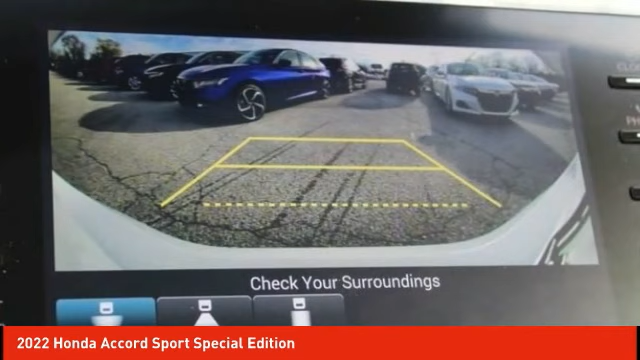 Check Your Surroundings
2022 Honda Accord Sport Special Edition